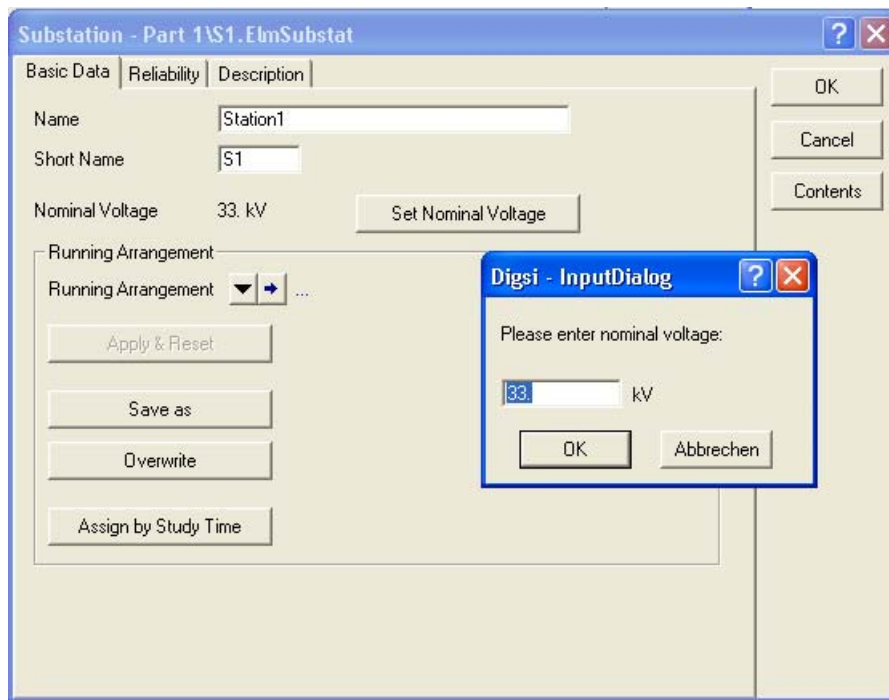 Substation - Part 1\S1.ElmSubstat
Basic Data Reliability Description
OK
Cancel
Contents
Name Station1
Short Name S1
Nominal Voltage 33. kV Set Nominal Voltage
Running Arrangement
Running Arrangement ...
Apply & Reset
Save as
Overwrite
Assign by Study Time
Digsi - InputDialog
Please enter nominal voltage:
33. kV
OK Abbrechen